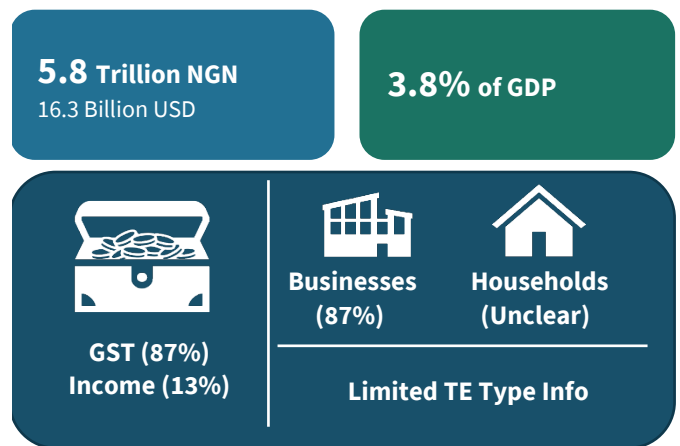 5.8 Trillion NGN
16.3 Billion USD
3.8% of GDP
GST (87%)
Income (13%)
Businesses
(87%)
Households
(Unclear)
Limited TE Type Info